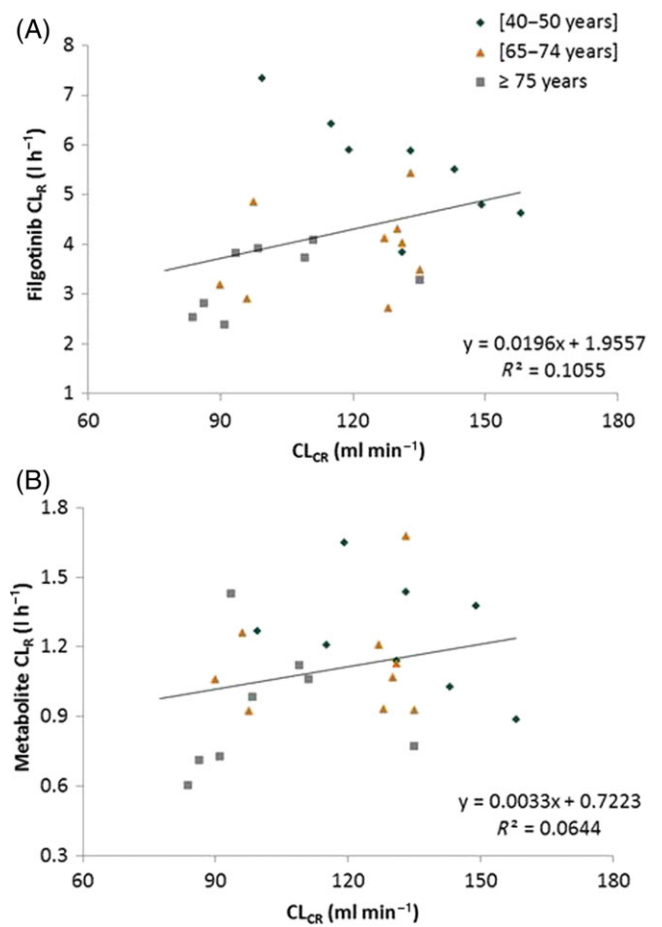 (A)
[40–50 years]
[65–74 years]
≥ 75 years
Filgotinib CLR (l h⁻¹)
8
7
6
5
4
3
2
1
y = 0.0196x + 1.9557
R² = 0.1055
60
90
120
150
180
CLCR (ml min⁻¹)
(B)
Metabolite CLR (l h⁻¹)
1.8
1.5
1.2
0.9
0.6
0.3
y = 0.0033x + 0.7223
R² = 0.0644
60
90
120
150
180
CLCR (ml min⁻¹)